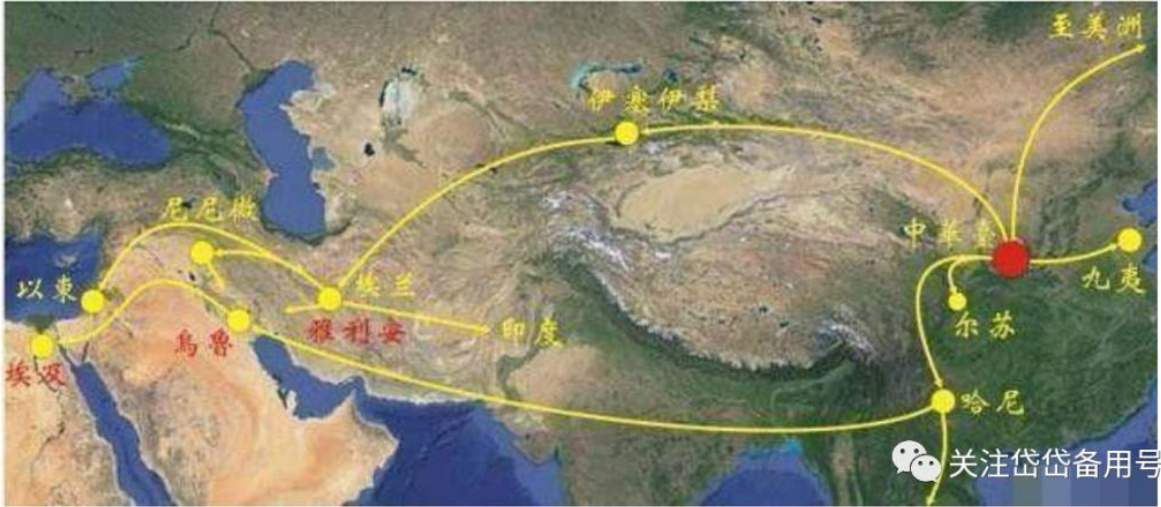 至美洲
伊塞伊梨
尼尼微
中華臺
以東
埃兰
九夷
烏魯
雅利安
印度
尔苏
埃及
哈尼
关注岱岱备用号